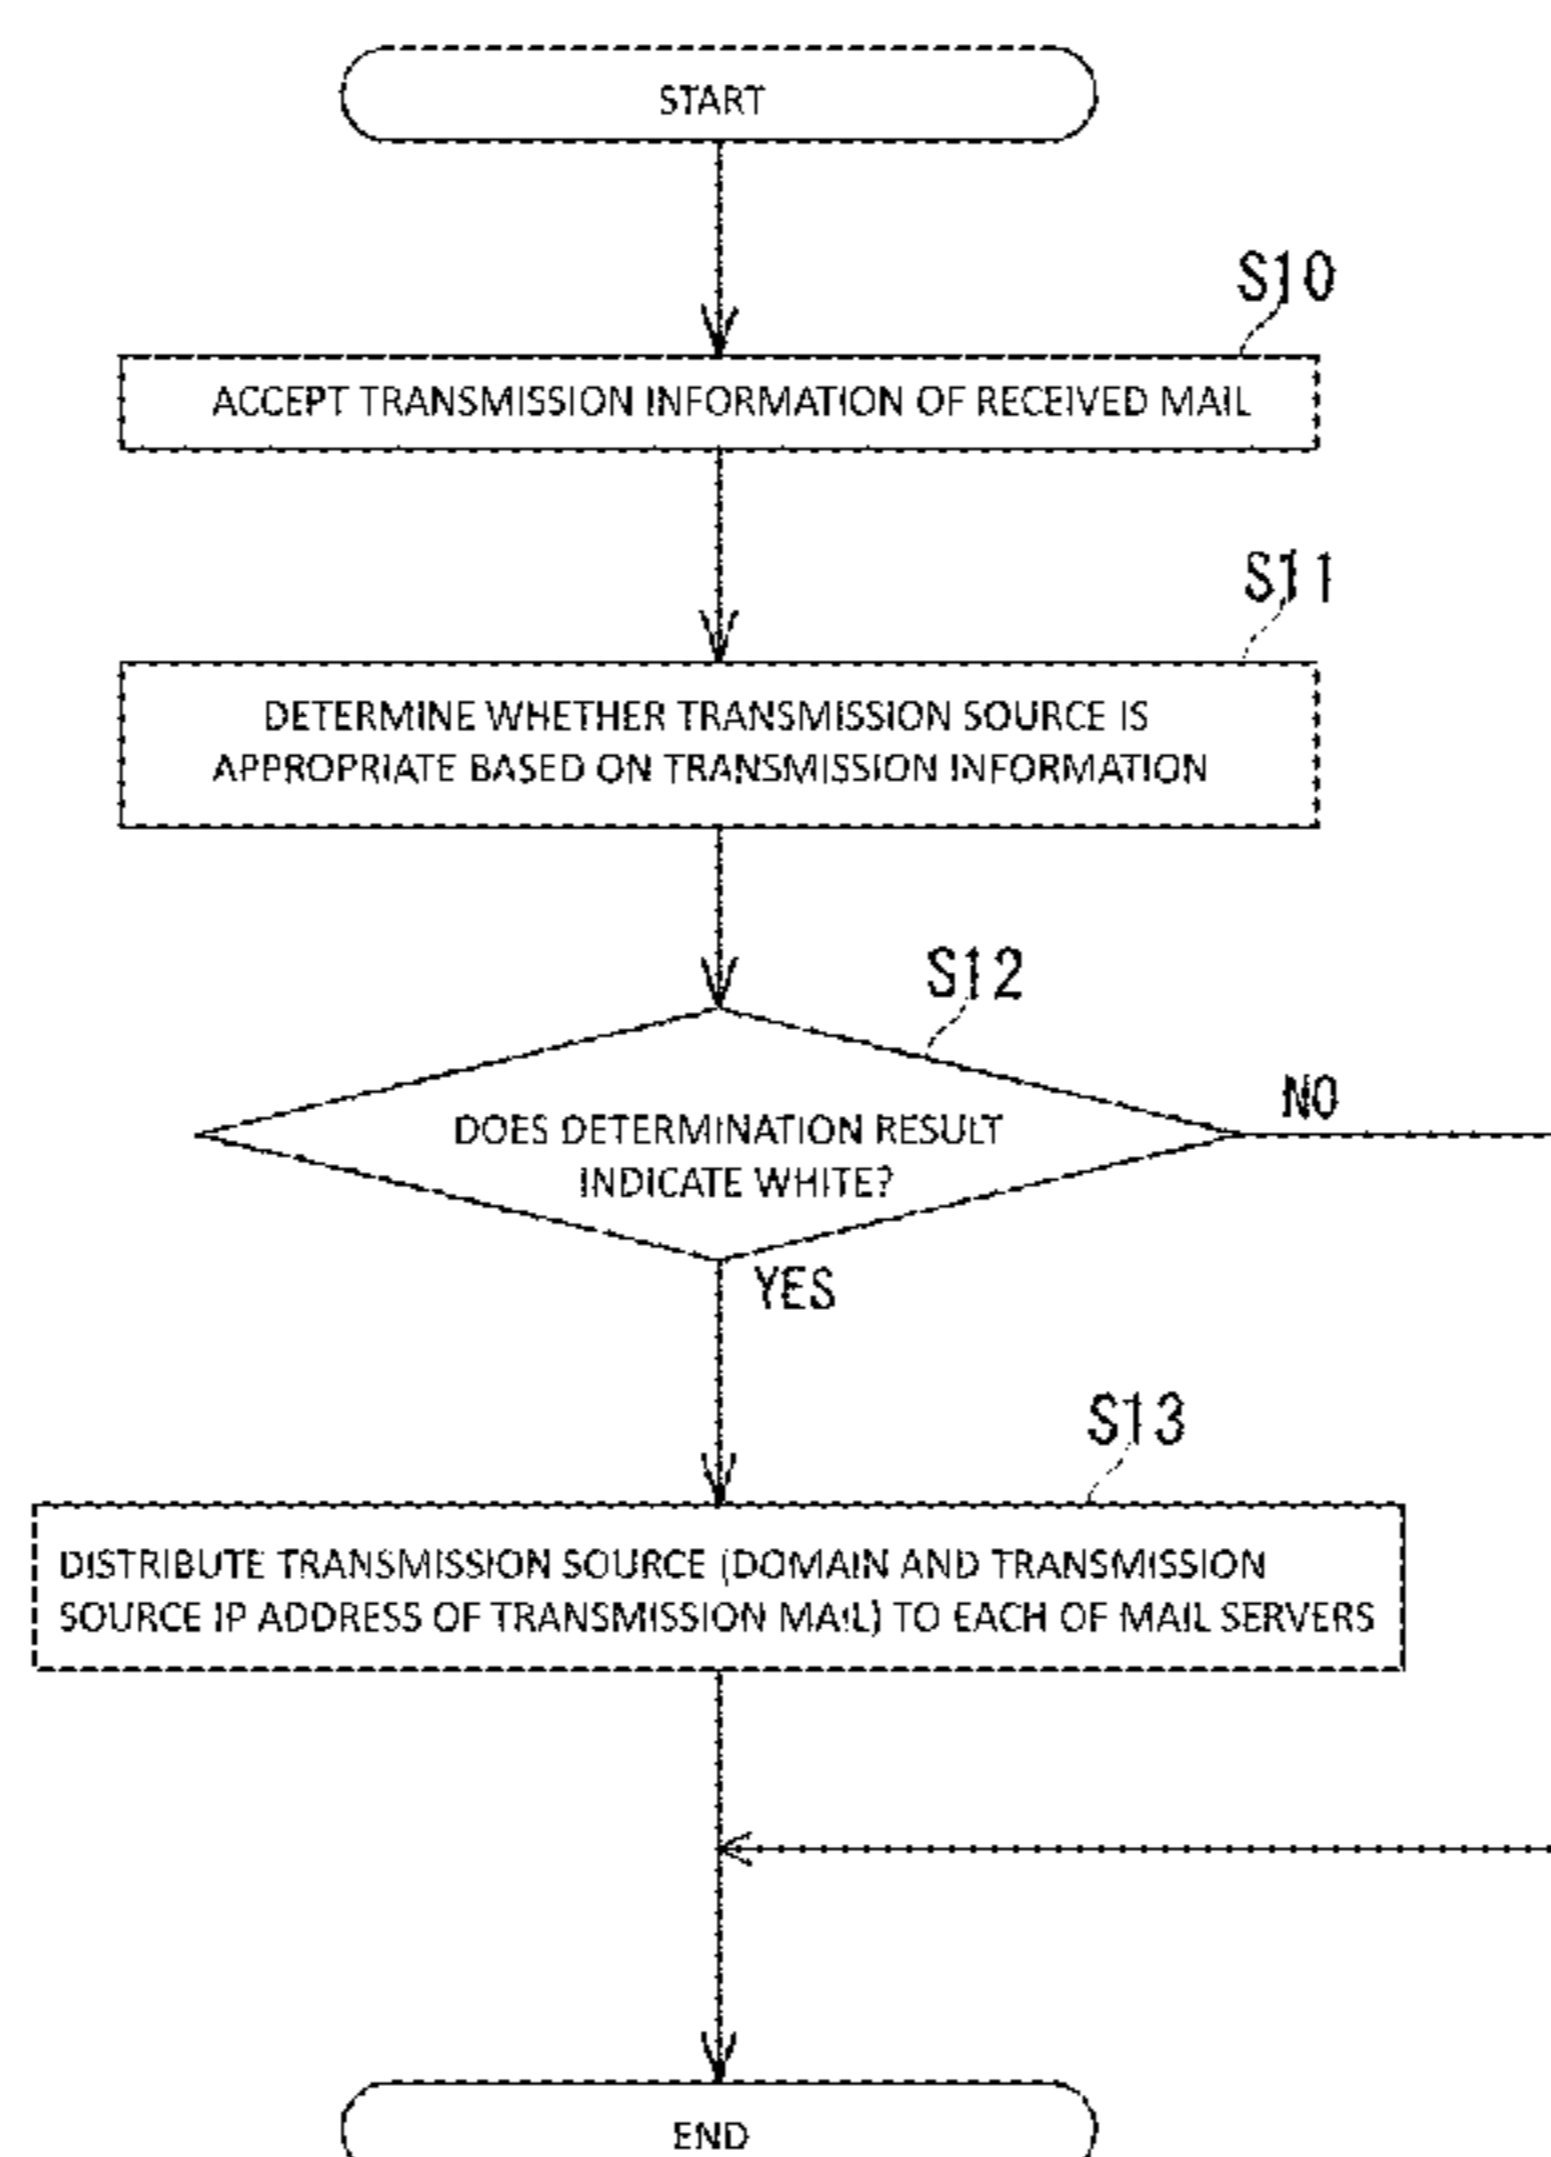 START
S10
ACCEPT TRANSMISSION INFORMATION OF RECEIVED MAIL
S11
DETERMINE WHETHER TRANSMISSION SOURCE IS
APPROPRIATE BASED ON TRANSMISSION INFORMATION
S12
DOES DETERMINATION RESULT
INDICATE WHITE?
NO
YES
S13
DISTRIBUTE TRANSMISSION SOURCE (DOMAIN AND TRANSMISSION
SOURCE IP ADDRESS OF TRANSMISSION MAIL) TO EACH OF MAIL SERVERS
END